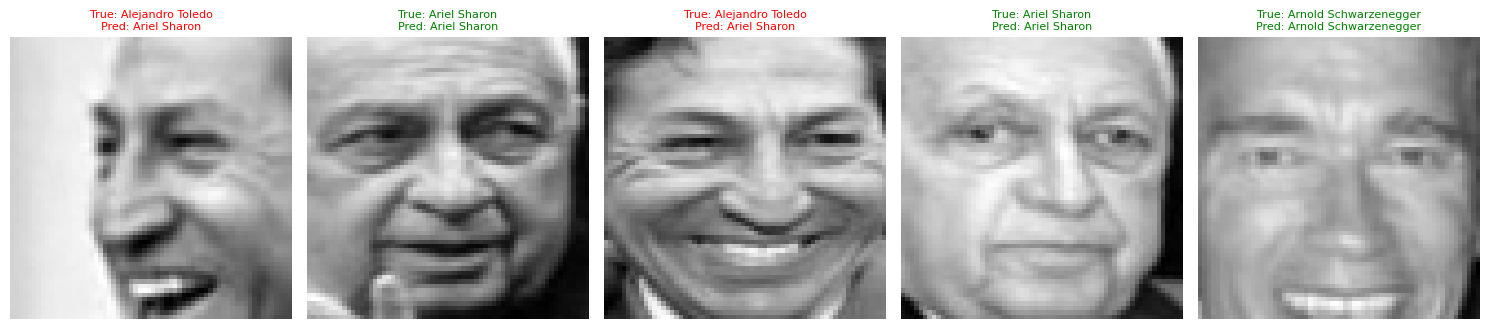 True: Alejandro Toledo
Pred: Ariel Sharon
True: Ariel Sharon
Pred: Ariel Sharon
True: Alejandro Toledo
Pred: Ariel Sharon
True: Ariel Sharon
Pred: Ariel Sharon
True: Arnold Schwarzenegger
Pred: Arnold Schwarzenegger